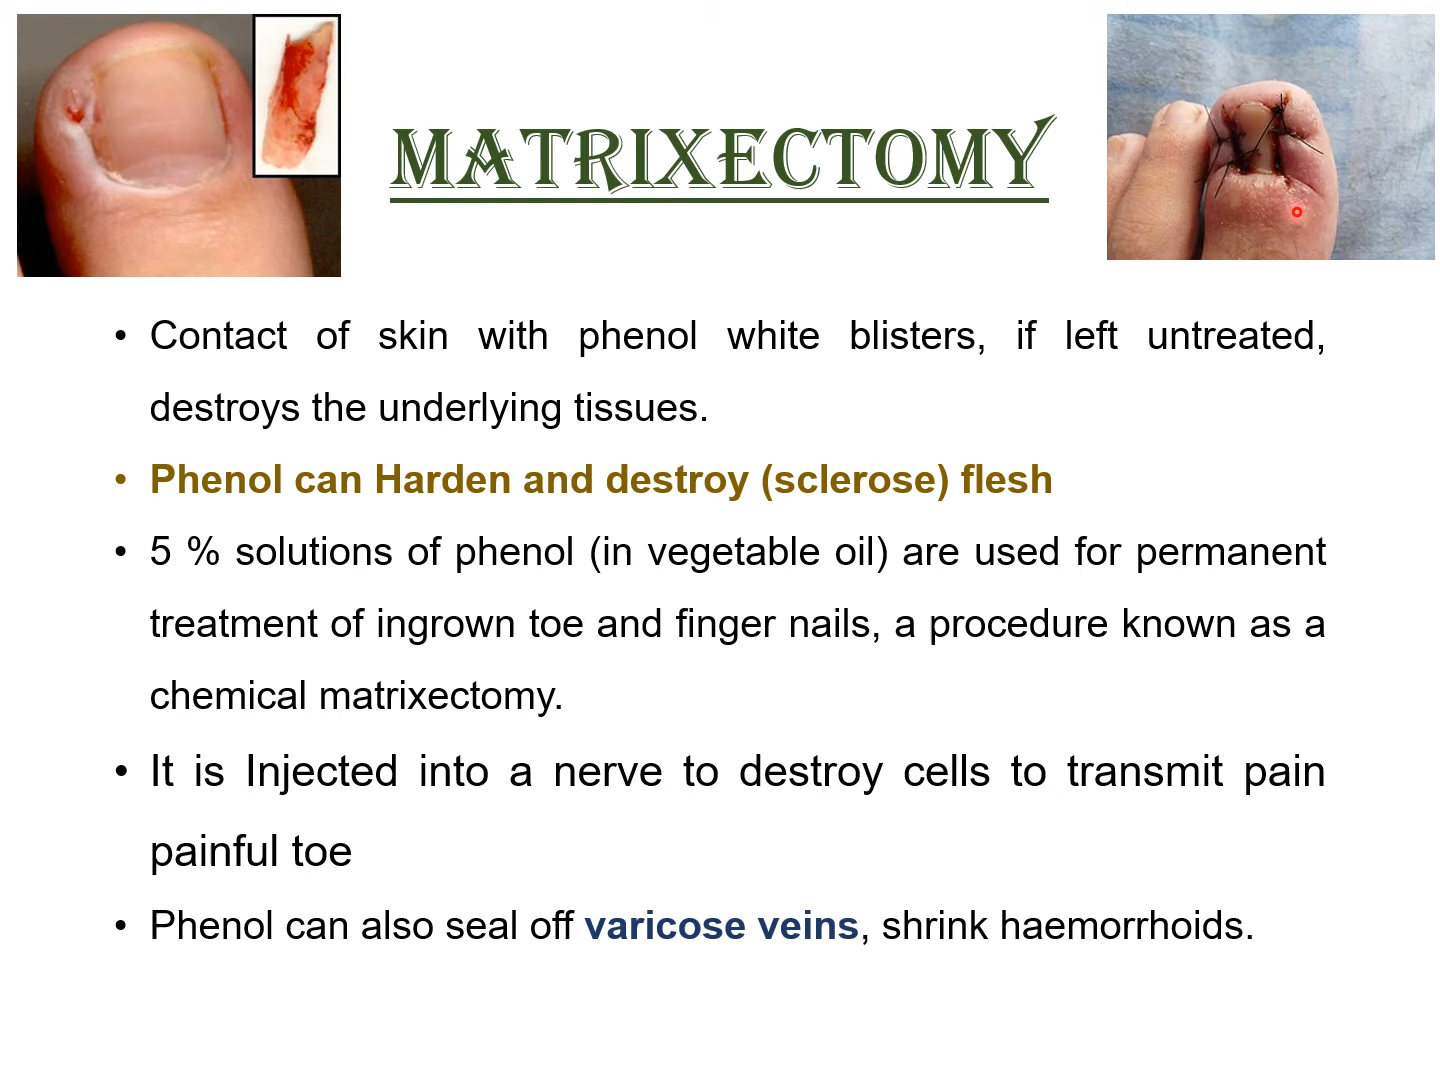 MATRIXECTOMY
• Contact of skin with phenol white blisters, if left untreated,
destroys the underlying tissues.
• Phenol can Harden and destroy (sclerose) flesh
• 5 % solutions of phenol (in vegetable oil) are used for permanent
treatment of ingrown toe and finger nails, a procedure known as a
chemical matrixectomy.
• It is Injected into a nerve to destroy cells to transmit pain
painful toe
• Phenol can also seal off varicose veins, shrink haemorrhoids.